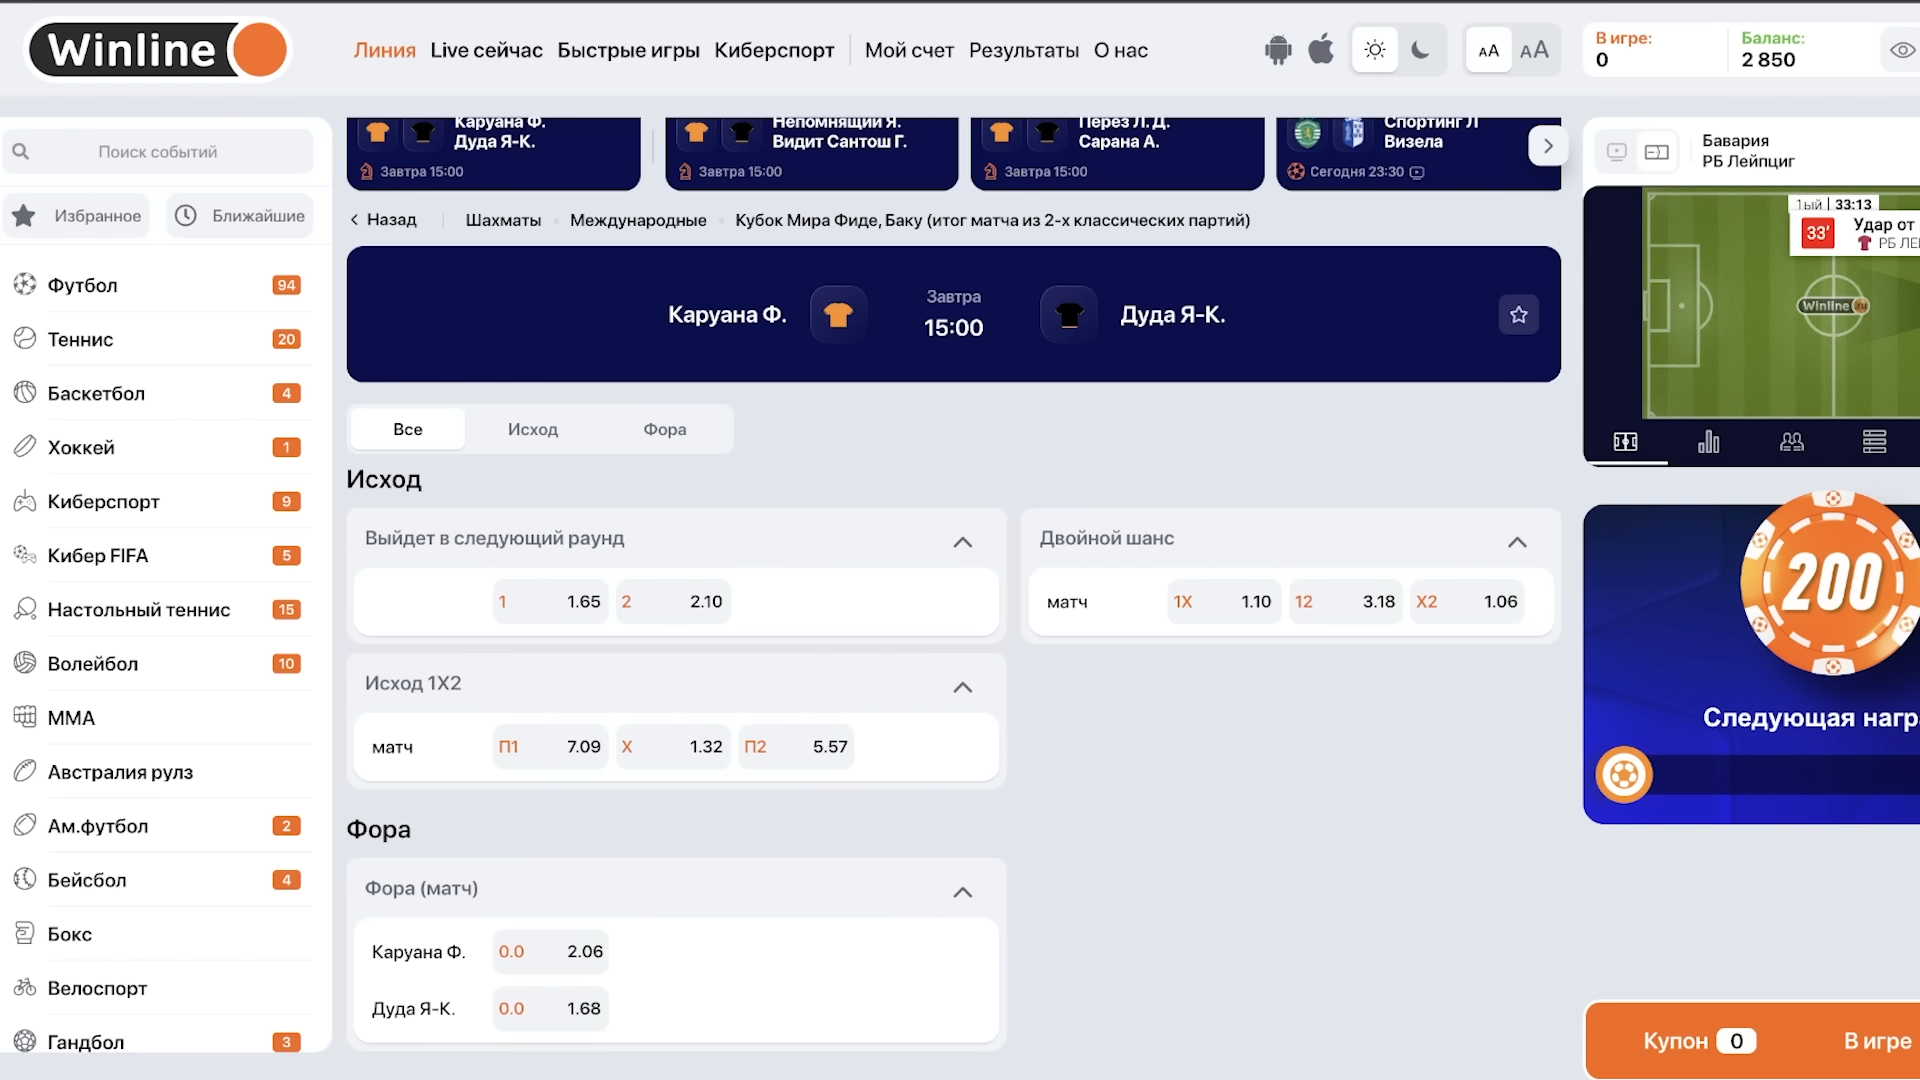 Winline
Линия Live сейчас Быстрые игры Киберспорт Мой счет Результаты О нас
АА АА
В игре:
0
Баланс:
2 850
Поиск событий
Избранное
Ближайшие
Футбол 94
Теннис 20
Баскетбол 4
Хоккей 1
Киберспорт 9
Кибер FIFA 5
Настольный теннис 15
Волейбол 10
ММА
Австралия рулз
Ам.футбол 2
Бейсбол 4
Бокс
Велоспорт
Гандбол 3
Каруана Ф.
Дуда Я-К.
Завтра 15:00
Непомнящий Я.
Видит Сантош Г.
Завтра 15:00
Перез Л. Д.
Сарана А.
Завтра 15:00
Спортинг Л
Визела
Сегодня 23:30
Назад Шахматы Международные Кубок Мира Фиде, Баку (итог матча из 2-х классических партий)
Каруана Ф.
Завтра
15:00
Дуда Я-К.
Все Исход Фора
Исход
Выйдет в следующий раунд
1 1.65 2 2.10
Двойной шанс
матч 1X 1.10 12 3.18 X2 1.06
Исход 1X2
матч П1 7.09 X 1.32 П2 5.57
Фора
Фора (матч)
Каруана Ф. 0.0 2.06
Дуда Я-К. 0.0 1.68
Бавария
РБ Лейпциг
1ый | 33:13
33'
Удар от
РБ ЛЕЙ
Winline ru
200
Следующая нагр
Купон 0 В игре